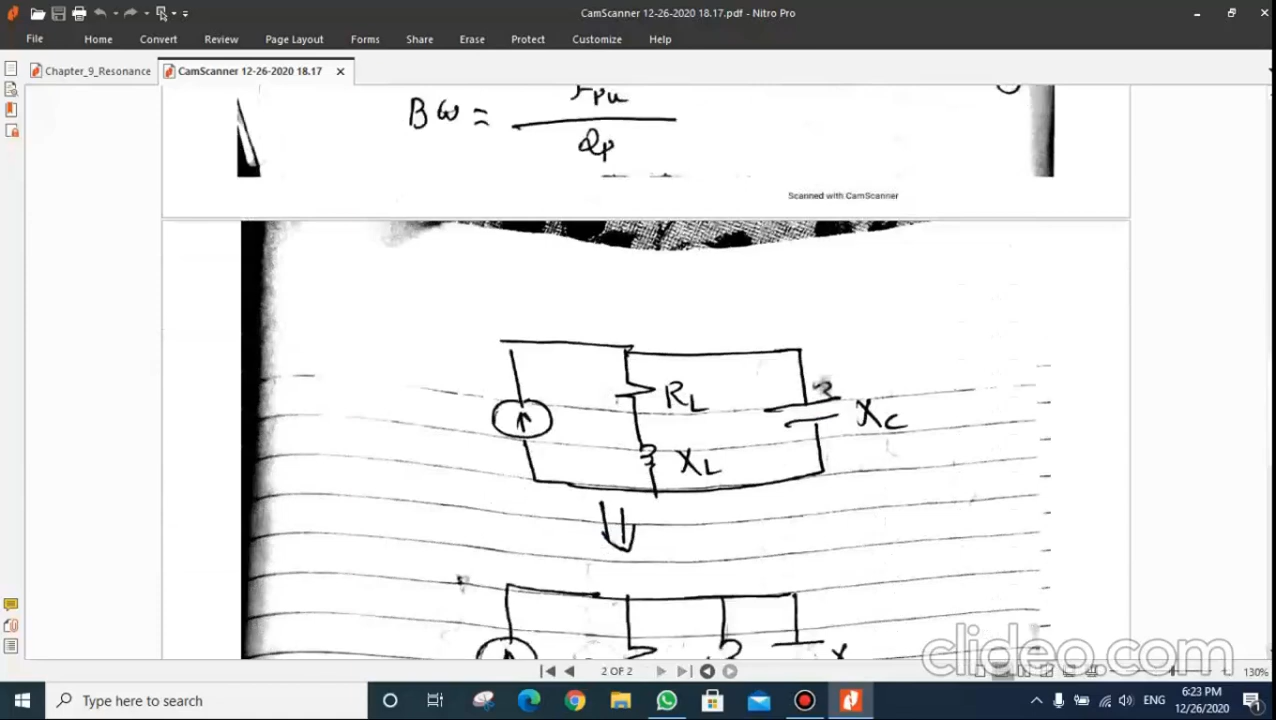 CamScanner 12-26-2020 18.17.pdf - Nitro Pro
File Home Convert Review Page Layout Forms Share Erase Protect Customize Help
Chapter_9_Resonance CamScanner 12-26-2020 18.17
Bω =
Qp
Scanned with CamScanner
RL
XC
XL
clideo.com
2 OF 2
130%
Type here to search
ENG
6:23 PM
12/26/2020